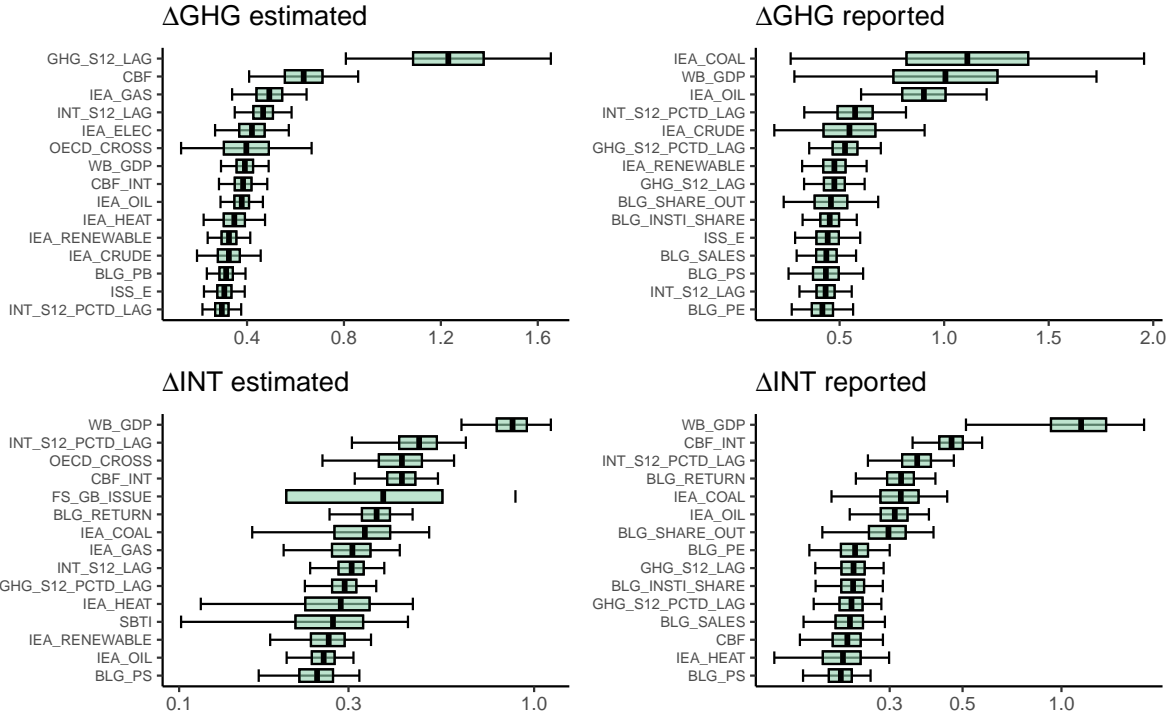 ΔGHG estimated
GHG_S12_LAG
CBF
IEA_GAS
INT_S12_LAG
IEA_ELEC
OECD_CROSS
WB_GDP
CBF_INT
IEA_OIL
IEA_HEAT
IEA_RENEWABLE
IEA_CRUDE
BLG_PB
ISS_E
INT_S12_PCTD_LAG
0.4 0.8 1.2 1.6
ΔGHG reported
IEA_COAL
WB_GDP
IEA_OIL
INT_S12_PCTD_LAG
IEA_CRUDE
GHG_S12_PCTD_LAG
IEA_RENEWABLE
GHG_S12_LAG
BLG_SHARE_OUT
BLG_INSTI_SHARE
ISS_E
BLG_SALES
BLG_PS
INT_S12_LAG
BLG_PE
0.5 1.0 1.5 2.0
ΔINT estimated
WB_GDP
INT_S12_PCTD_LAG
OECD_CROSS
CBF_INT
FS_GB_ISSUE
BLG_RETURN
IEA_COAL
IEA_GAS
INT_S12_LAG
GHG_S12_PCTD_LAG
IEA_HEAT
SBTI
IEA_RENEWABLE
IEA_OIL
BLG_PS
0.1 0.3 1.0
ΔINT reported
WB_GDP
CBF_INT
INT_S12_PCTD_LAG
BLG_RETURN
IEA_COAL
IEA_OIL
BLG_SHARE_OUT
BLG_PE
GHG_S12_LAG
BLG_INSTI_SHARE
GHG_S12_PCTD_LAG
BLG_SALES
CBF
IEA_HEAT
BLG_PS
0.3 0.5 1.0